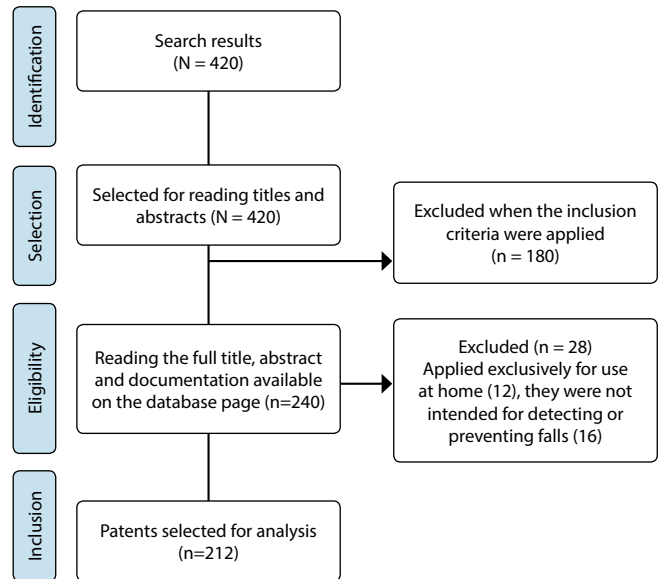 Identification
Search results
(N = 420)
Selection
Selected for reading titles and
abstracts (N = 420)
Excluded when the inclusion
criteria were applied
(n = 180)
Eligibility
Reading the full title, abstract
and documentation available
on the database page (n=240)
Excluded (n = 28)
Applied exclusively for use
at home (12), they were not
intended for detecting or
preventing falls (16)
Inclusion
Patents selected for analysis
(n=212)